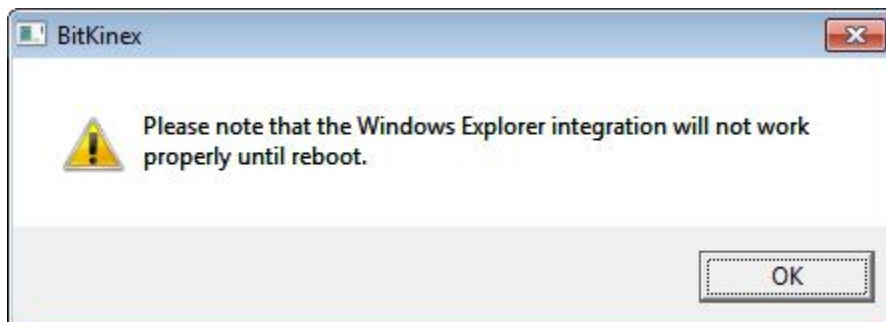 BitKinex
Please note that the Windows Explorer integration will not work
properly until reboot.
OK